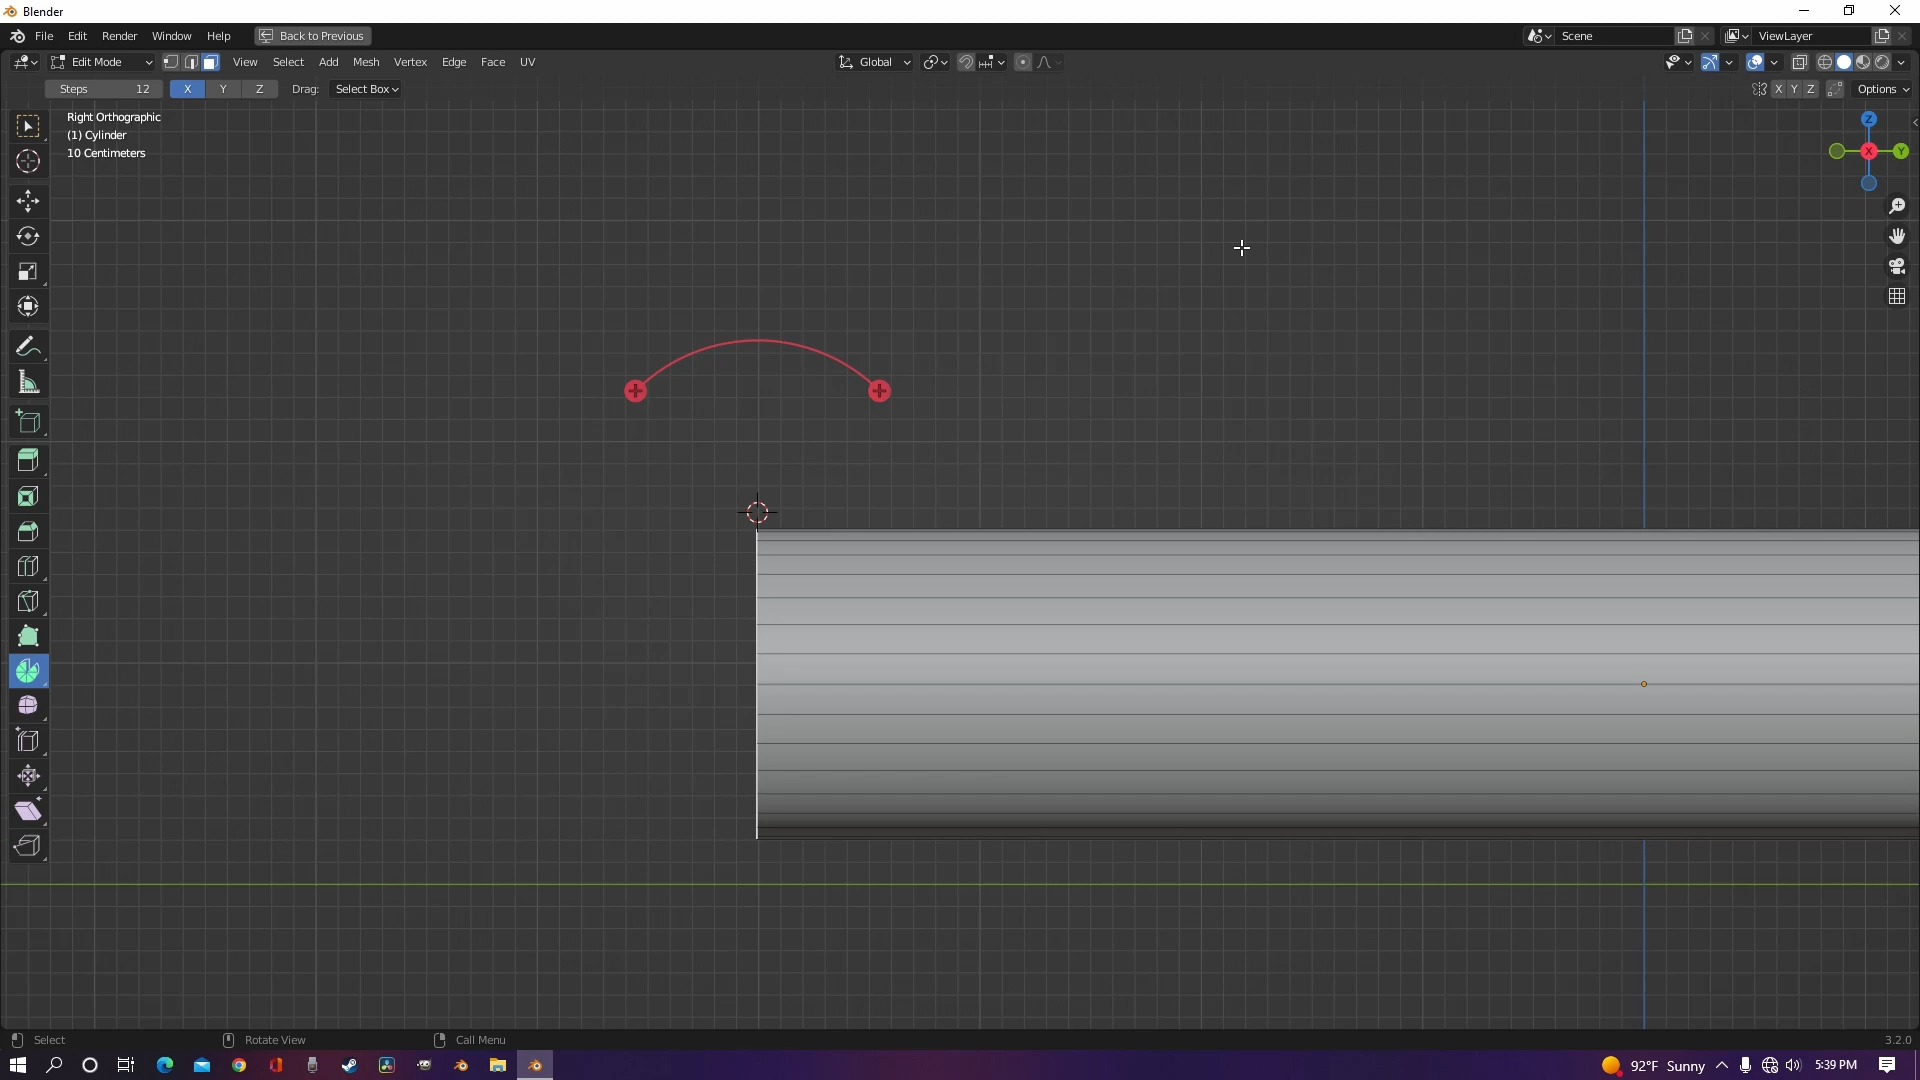 Blender
File Edit Render Window Help Back to Previous Scene ViewLayer
Edit Mode View Select Add Mesh Vertex Edge Face UV Global
Steps 12 X Y Z Drag: Select Box X Y Z Options
Right Orthographic
(1) Cylinder
10 Centimeters
Z
X Y
Select Rotate View Call Menu 3.2.0
92°F Sunny 5:39 PM